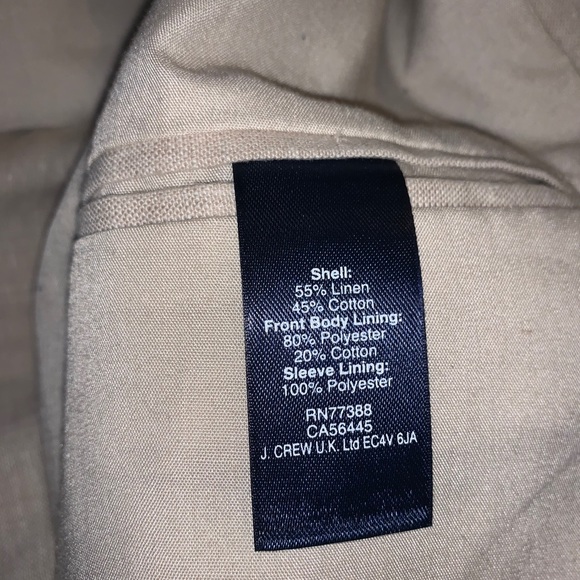 Shell:
55% Linen
45% Cotton
Front Body Lining:
80% Polyester
20% Cotton
Sleeve Lining:
100% Polyester
RN77388
CA56445
J. CREW U.K. Ltd EC4V 6JA